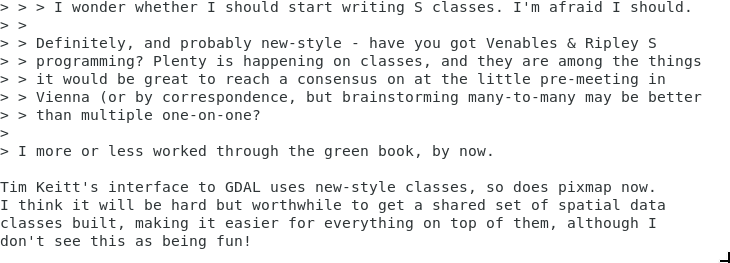 > > > I wonder whether I should start writing S classes. I'm afraid I should.
> >
> > Definitely, and probably new-style - have you got Venables & Ripley S
> > programming? Plenty is happening on classes, and they are among the things
> > it would be great to reach a consensus on at the little pre-meeting in
> > Vienna (or by correspondence, but brainstorming many-to-many may be better
> > than multiple one-on-one?
>
> I more or less worked through the green book, by now.

Tim Keitt's interface to GDAL uses new-style classes, so does pixmap now.
I think it will be hard but worthwhile to get a shared set of spatial data
classes built, making it easier for everything on top of them, although I
don't see this as being fun!